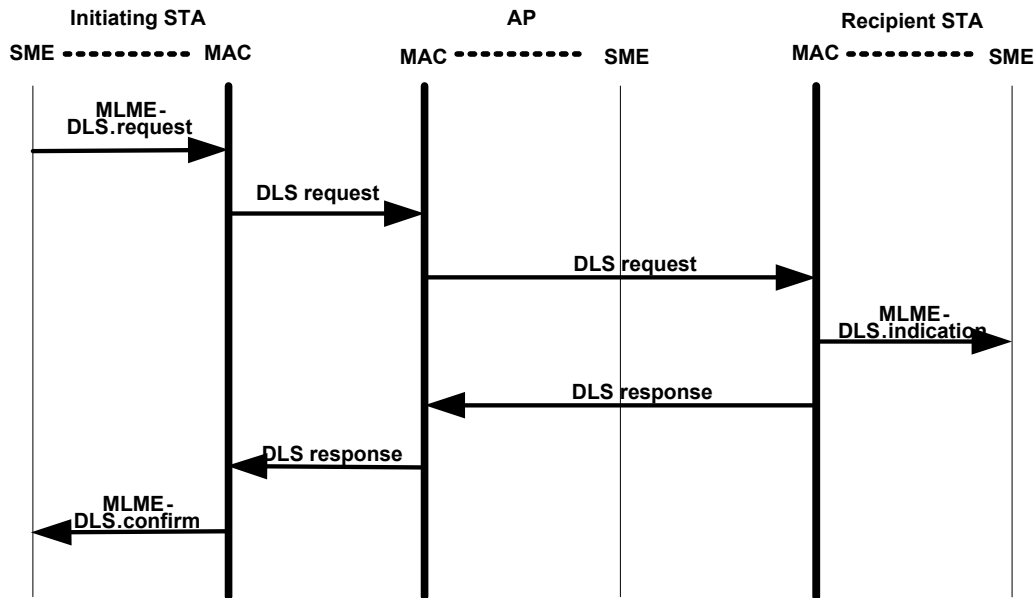 Initiating STA
AP
Recipient STA
SME
MAC
MAC
SME
MAC
SME
MLME-
DLS.request
DLS request
DLS request
MLME-
DLS.indication
DLS response
DLS response
MLME-
DLS.confirm